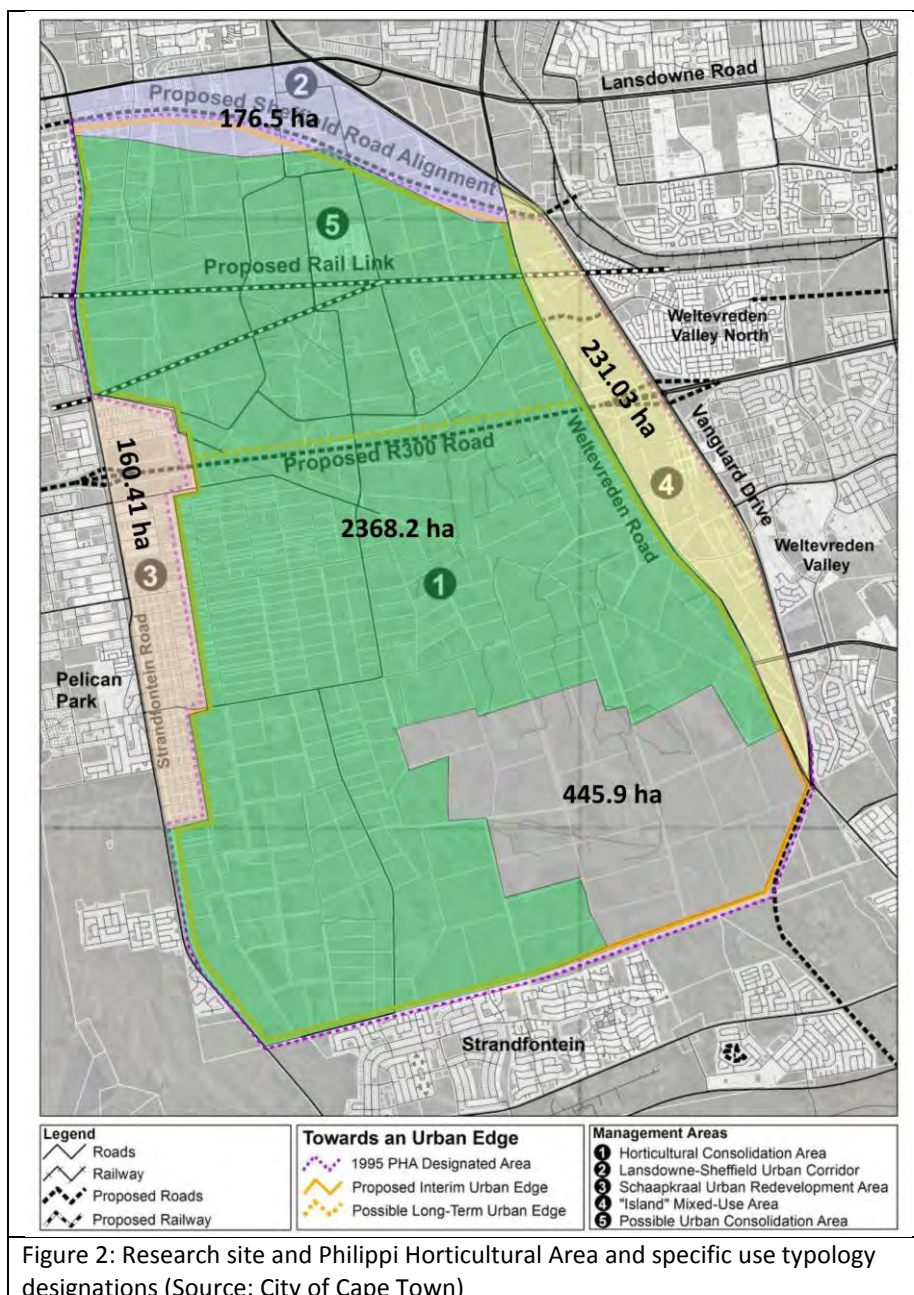 Lansdowne Road
2
Proposed Sheffield Road Alignment
176.5 ha
5
Proposed Rail Link
Weltevreden
Valley North
231.03 ha
Vanguard Drive
160.41 ha
Proposed R300 Road
Weltevreden Road
4
2368.2 ha
1
3
Weltevreden
Valley
Strandfontein Road
Pelican
Park
445.9 ha
Strandfontein
Legend
Roads
Railway
Proposed Roads
Proposed Railway
Towards an Urban Edge
1995 PHA Designated Area
Proposed Interim Urban Edge
Possible Long-Term Urban Edge
Management Areas
1 Horticultural Consolidation Area
2 Lansdowne-Sheffield Urban Corridor
3 Schaapkraal Urban Redevelopment Area
4 "Island" Mixed-Use Area
5 Possible Urban Consolidation Area
Figure 2: Research site and Philippi Horticultural Area and specific use typology
designations (Source: City of Cape Town)